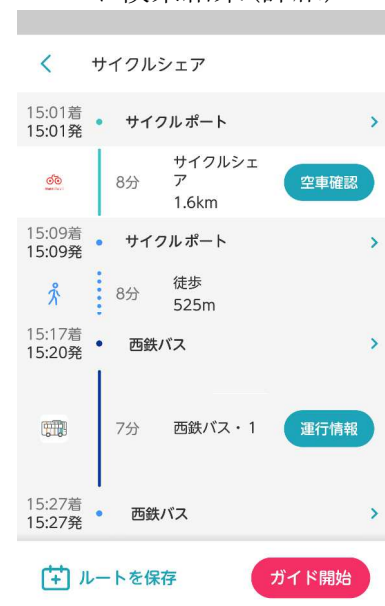 サイクルシェア
15:01着
15:01発
サイクルポート
8分
サイクルシェ
ア
1.6km
空車確認
15:09着
15:09発
サイクルポート
8分
徒歩
525m
15:17着
15:20発
西鉄バス
7分
西鉄バス・1
運行情報
15:27着
15:27発
西鉄バス
ルートを保存
ガイド開始